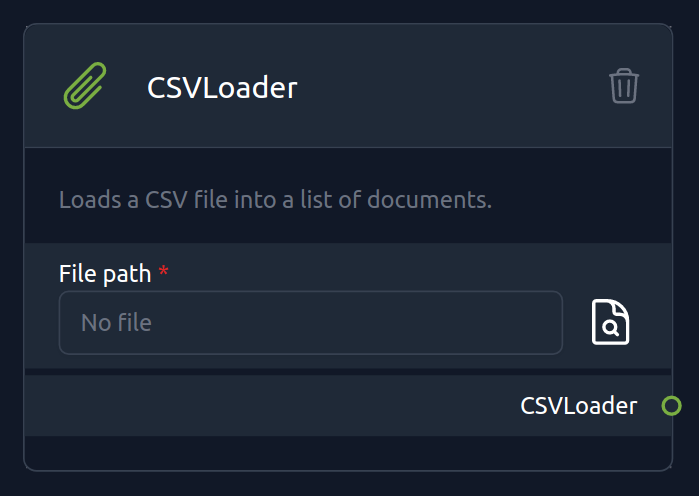 CSVLoader
Loads a CSV file into a list of documents.
File path *
No file
CSVLoader